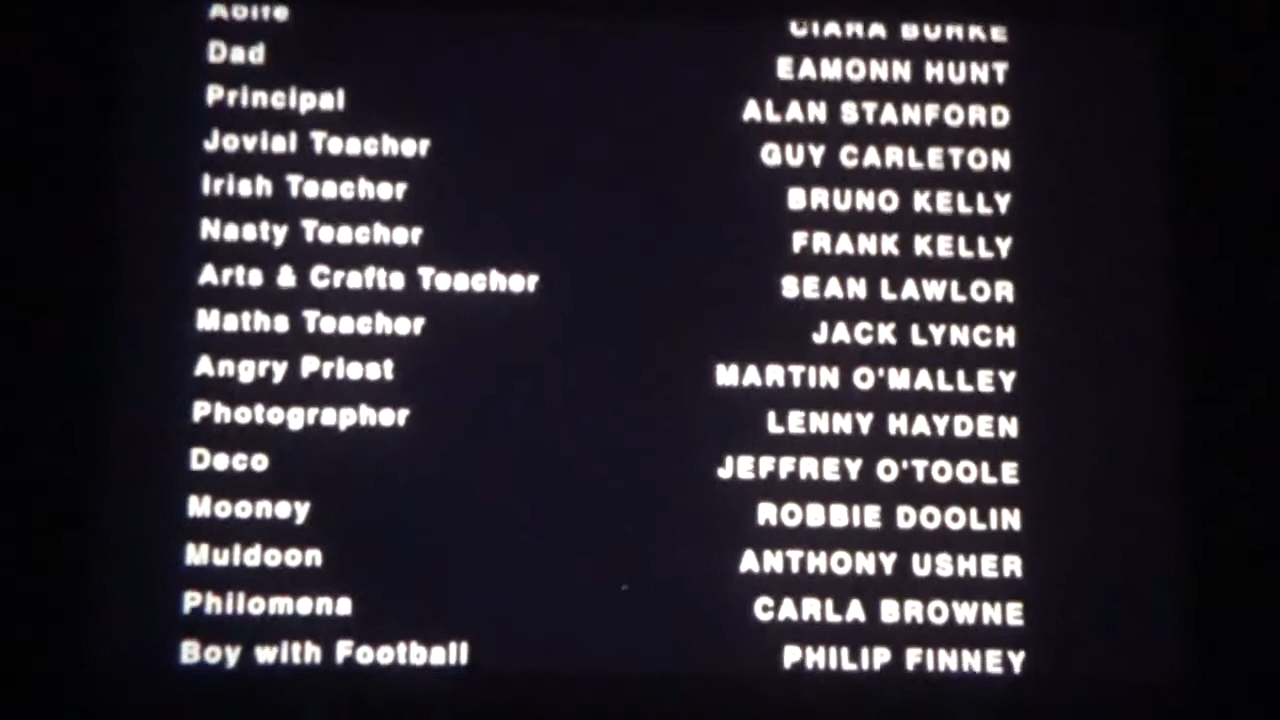 Dad EAMONN HUNT
Principal ALAN STANFORD
Jovial Teacher GUY CARLETON
Irish Teacher BRUNO KELLY
Nasty Teacher FRANK KELLY
Arts & Crafts Teacher SEAN LAWLOR
Maths Teacher JACK LYNCH
Angry Priest MARTIN O'MALLEY
Photographer LENNY HAYDEN
Deco JEFFREY O'TOOLE
Mooney ROBBIE DOOLIN
Muldoon ANTHONY USHER
Philomena CARLA BROWNE
Boy with Football PHILIP FINNEY